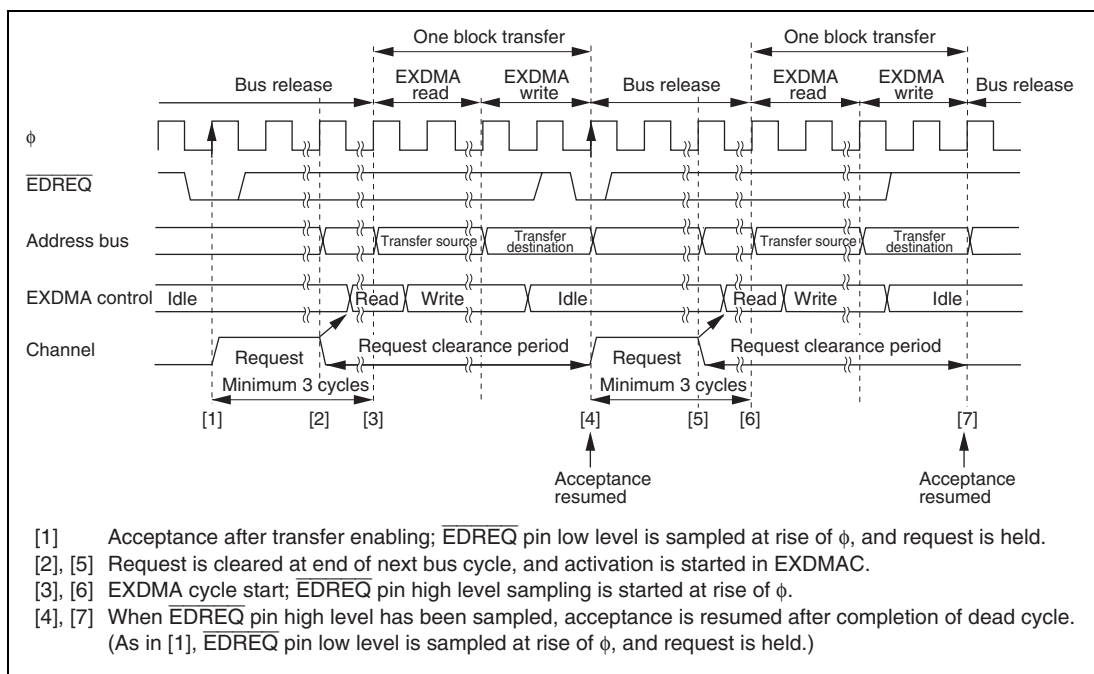 One block transfer One block transfer
Bus release EXDMA read EXDMA write Bus release EXDMA read EXDMA write Bus release
ϕ
EDREQ
Address bus Transfer source Transfer destination Transfer source Transfer destination
EXDMA control Idle Read Write Idle Read Write Idle
Channel Request Request clearance period Request Request clearance period
Minimum 3 cycles Minimum 3 cycles
[1] [2] [3] [4] [5] [6] [7]
Acceptance resumed Acceptance resumed
[1] Acceptance after transfer enabling; EDREQ pin low level is sampled at rise of ϕ, and request is held.
[2], [5] Request is cleared at end of next bus cycle, and activation is started in EXDMAC.
[3], [6] EXDMA cycle start; EDREQ pin high level sampling is started at rise of ϕ.
[4], [7] When EDREQ pin high level has been sampled, acceptance is resumed after completion of dead cycle.
(As in [1], EDREQ pin low level is sampled at rise of ϕ, and request is held.)